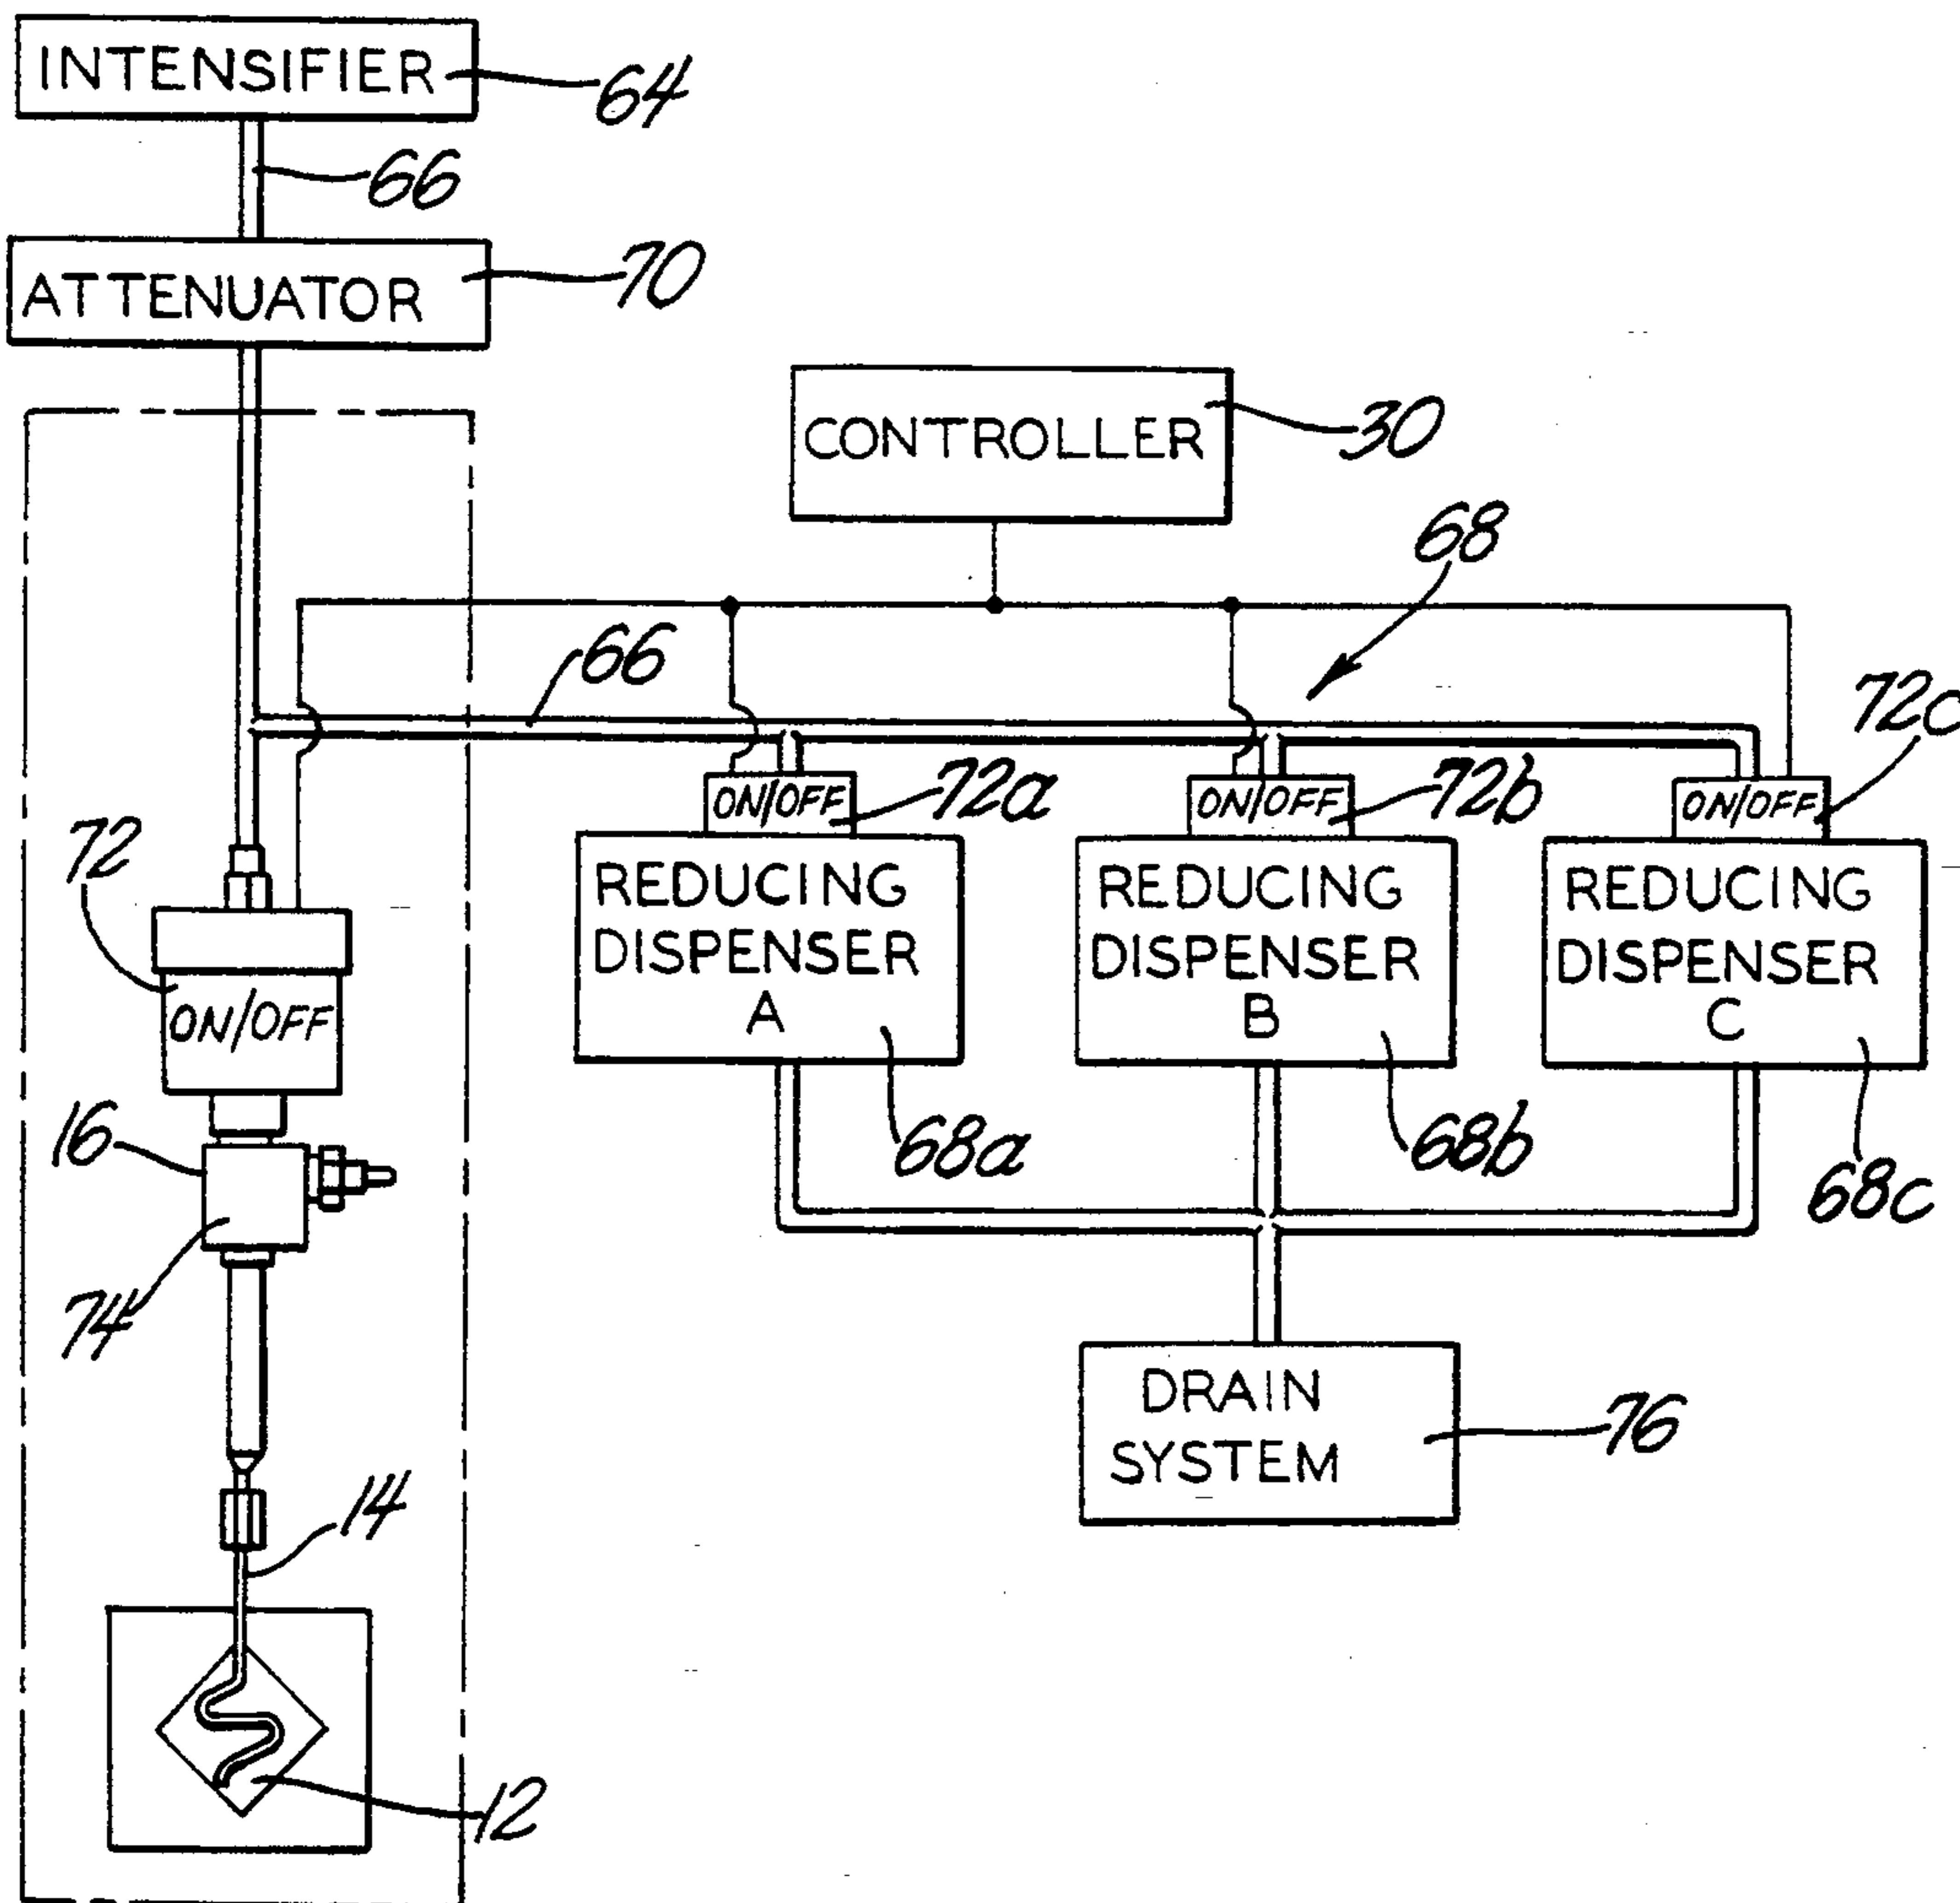 INTENSIFIER
64
66
ATTENUATOR
70
CONTROLLER
30
68
66
72c
ON/OFF
72a
ON/OFF
72b
ON/OFF
72
REDUCING
DISPENSER
A
REDUCING
DISPENSER
B
REDUCING
DISPENSER
C
ON/OFF
16
68a
68b
68c
74
DRAIN
SYSTEM
76
14
12